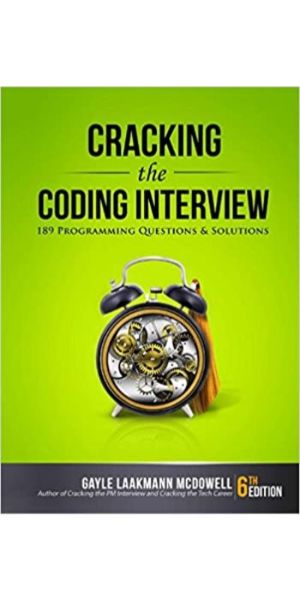 CRACKING
the
CODING INTERVIEW
189 PROGRAMMING QUESTIONS & SOLUTIONS
GAYLE LAAKMANN MCDOWELL
Author of Cracking the PM Interview and Cracking the Tech Career
6TH EDITION